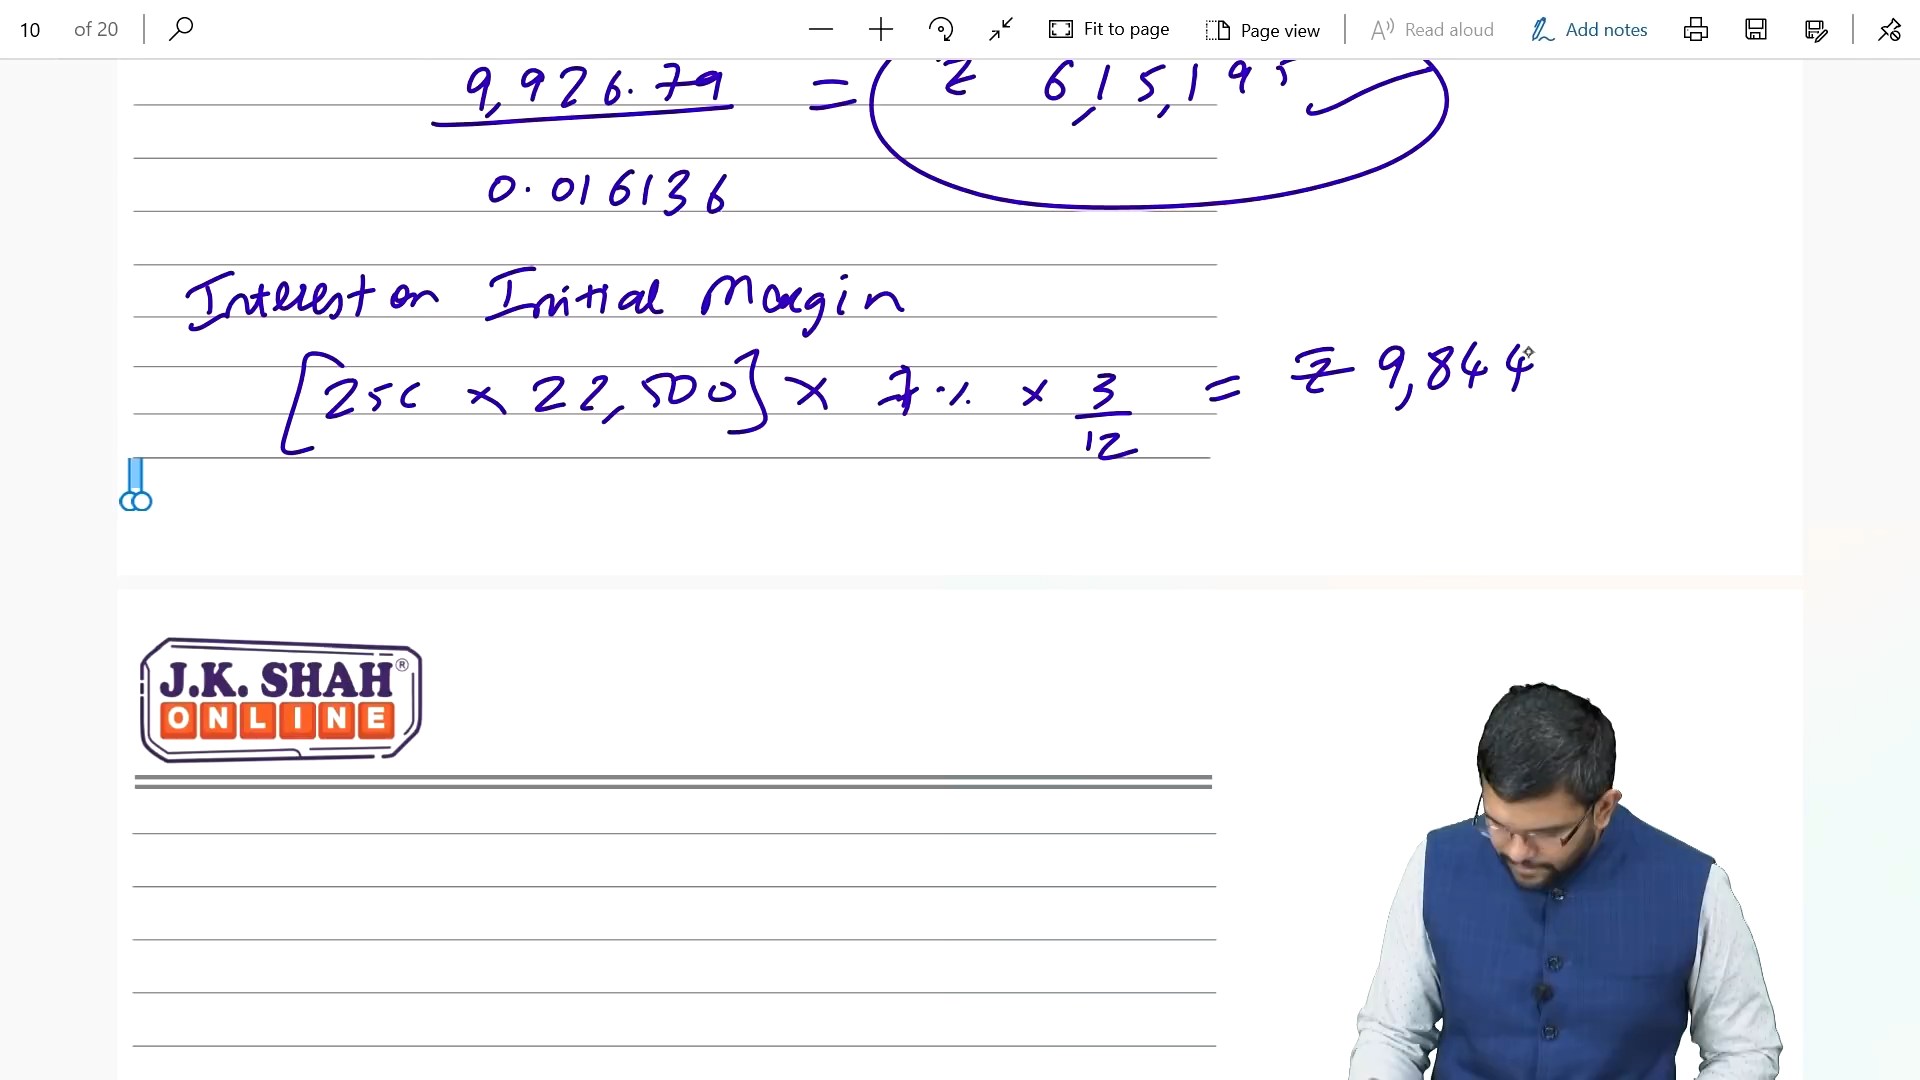 10 of 20 Fit to page Page view Read aloud Add notes
9,926.79 = ₹ 6,15,195
0.016136
Interest on Initial Margin
[25C × 22,500] × 7% × 3/12 = ₹ 9,844
J.K. SHAH®
ONLINE